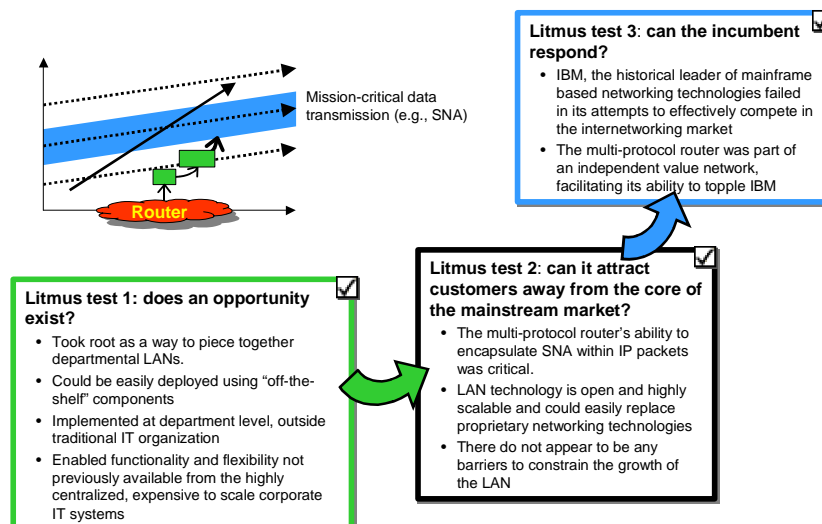 Mission-critical data
transmission (e.g., SNA)
Router
Litmus test 1: does an opportunity
exist?
• Took root as a way to piece together
departmental LANs.
• Could be easily deployed using “off-the-
shelf” components
• Implemented at department level, outside
traditional IT organization
• Enabled functionality and flexibility not
previously available from the highly
centralized, expensive to scale corporate
IT systems
Litmus test 2: can it attract
customers away from the core of
the mainstream market?
• The multi-protocol router’s ability to
encapsulate SNA within IP packets
was critical.
• LAN technology is open and highly
scalable and could easily replace
proprietary networking technologies
• There do not appear to be any
barriers to constrain the growth of
the LAN
Litmus test 3: can the incumbent
respond?
• IBM, the historical leader of mainframe
based networking technologies failed
in its attempts to effectively compete in
the internetworking market
• The multi-protocol router was part of
an independent value network,
facilitating its ability to topple IBM